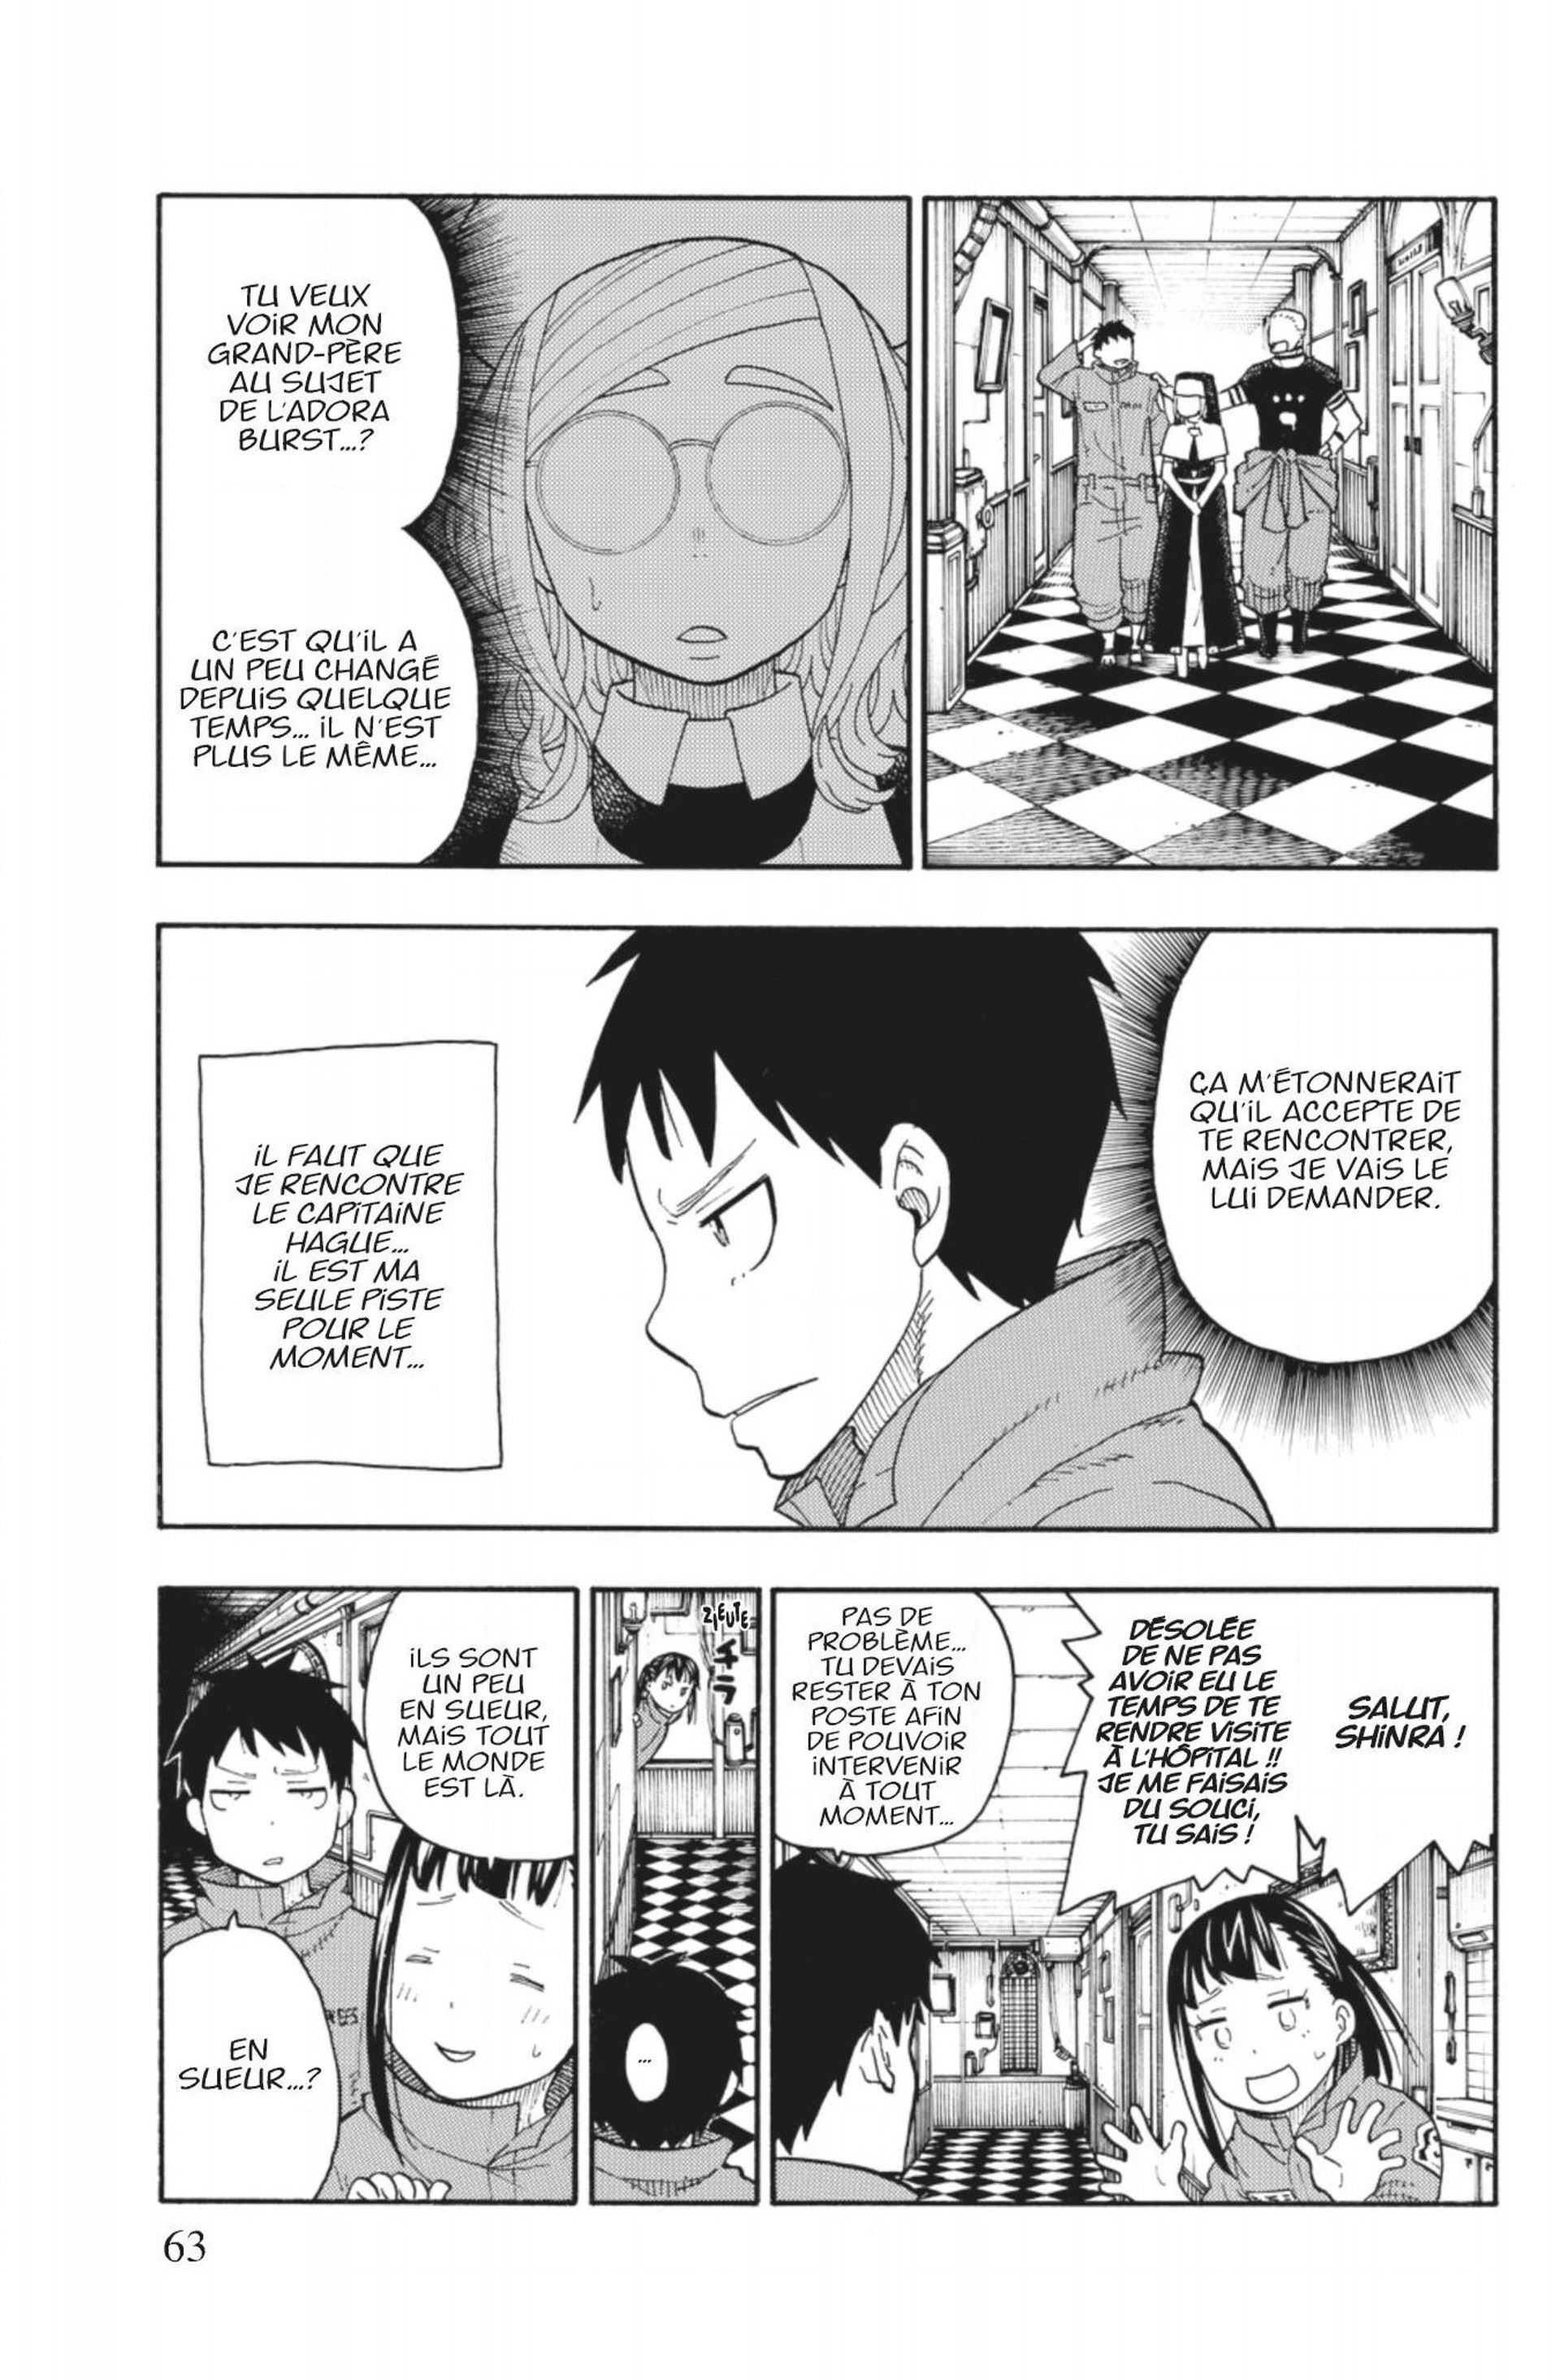 TU VEUX
VOIR MON
GRAND-PÈRE
AU SUJET
DE L'ADORA
BURST...?
C'EST QU'IL A
UN PEU CHANGÉ
DEPUIS QUELQUE
TEMPS... IL N'EST
PLUS LE MÊME...
ÇA M'ÉTONNERAIT
QU'IL ACCEPTE DE
TE RENCONTRER,
MAIS JE VAIS LE
LUI DEMANDER.
IL FAUT QUE
JE RENCONTRE
LE CAPITAINE
HAGUE...
IL EST MA
SEULE PISTE
POUR LE
MOMENT...
SALUT,
SHINRA !
DÉSOLÉE
DE NE PAS
AVOIR EU LE
TEMPS DE TE
RENDRE VISITE
À L'HÔPITAL !!
JE ME FAISAIS
DU SOUCI,
TU SAIS !
PAS DE
PROBLÈME...
TU DEVAIS
RESTER À TON
POSTE AFIN
DE POUVOIR
INTERVENIR
À TOUT
MOMENT...
ZIEUTE
チラ
...
ILS SONT
UN PEU
EN SUEUR,
MAIS TOUT
LE MONDE
EST LÀ.
EN
SUEUR...?
63